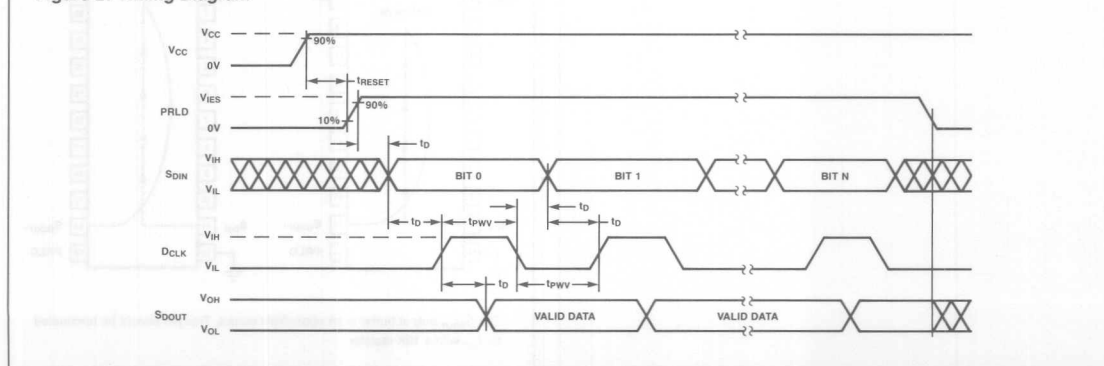 VCC
VCC
90%
0V
tRESET
VIES
PRLD
90%
10%
0V
tD
VIH
SDIN
BIT 0
BIT 1
BIT N
VIL
tD
tPWV
tD
tD
VIH
DCLK
VIL
tD
tPWV
VOH
SDOUT
VALID DATA
VALID DATA
VOL